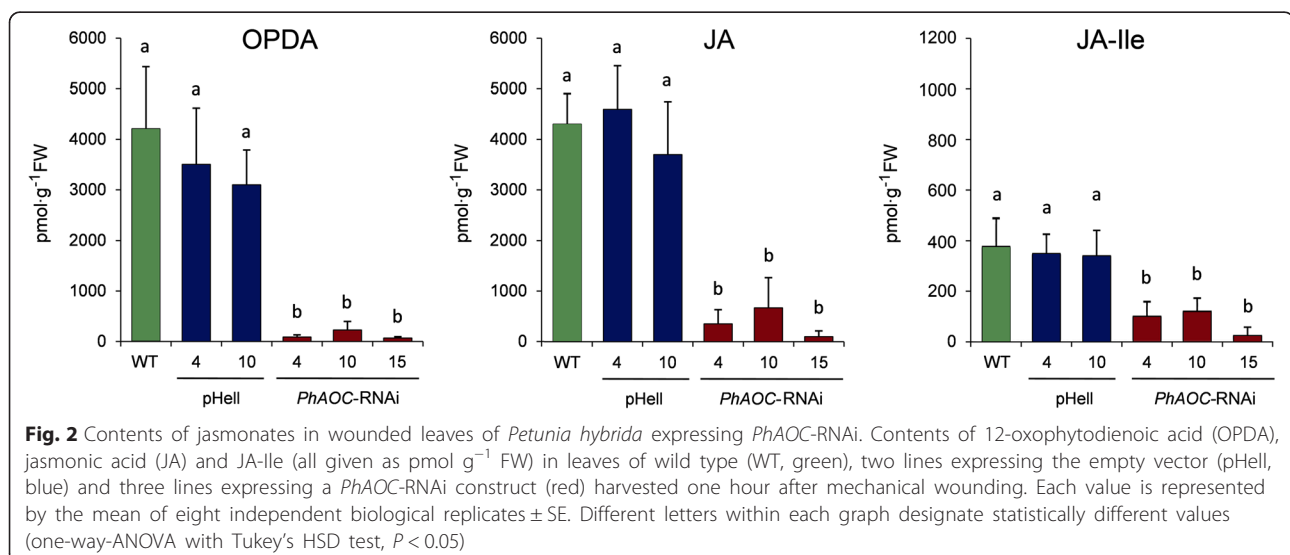 OPDA
JA
JA-Ile
pmol·g⁻¹FW
6000
5000
4000
3000
2000
1000
0
a
a
a
b
b
b
WT
4
10
4
10
15
pHell
PhAOC-RNAi
pmol·g⁻¹FW
6000
5000
4000
3000
2000
1000
0
a
a
a
b
b
b
WT
4
10
4
10
15
pHell
PhAOC-RNAi
pmol·g⁻¹FW
1200
1000
800
600
400
200
0
a
a
a
b
b
b
WT
4
10
4
10
15
pHell
PhAOC-RNAi
Fig. 2 Contents of jasmonates in wounded leaves of Petunia hybrida expressing PhAOC-RNAi. Contents of 12-oxophytodienoic acid (OPDA),
jasmonic acid (JA) and JA-Ile (all given as pmol g⁻¹ FW) in leaves of wild type (WT, green), two lines expressing the empty vector (pHell,
blue) and three lines expressing a PhAOC-RNAi construct (red) harvested one hour after mechanical wounding. Each value is represented
by the mean of eight independent biological replicates ± SE. Different letters within each graph designate statistically different values
(one-way-ANOVA with Tukey's HSD test, P < 0.05)